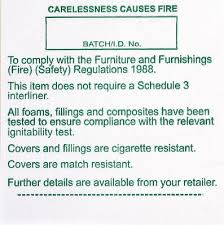 CARELESSNESS CAUSES FIRE
BATCH/I.D. No.
To comply with the Furniture and Furnishings
(Fire) (Safety) Regulations 1988.
This item does not require a Schedule 3
interliner.
All foams, fillings and composites have been
tested to ensure compliance with the relevant
ignitability test.
Covers and fillings are cigarette resistant.
Covers are match resistant.
Further details are available from your retailer.